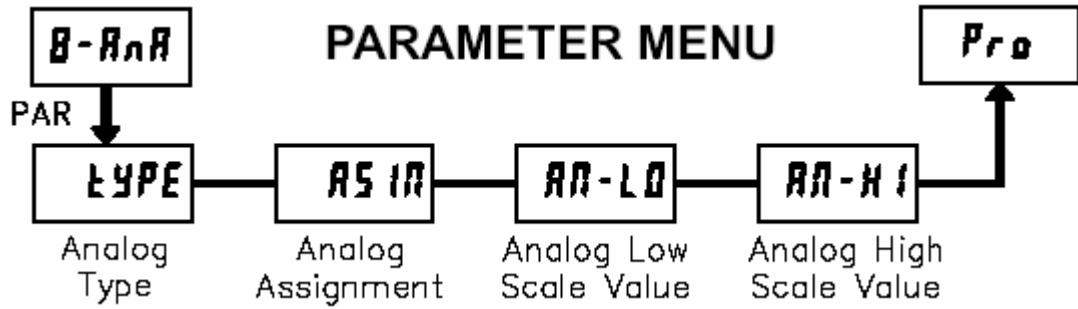 8-AnA
PARAMETER MENU
Pro
PAR
tYPE
ASIN
AN-LO
AN-HI
Analog
Type
Analog
Assignment
Analog Low
Scale Value
Analog High
Scale Value